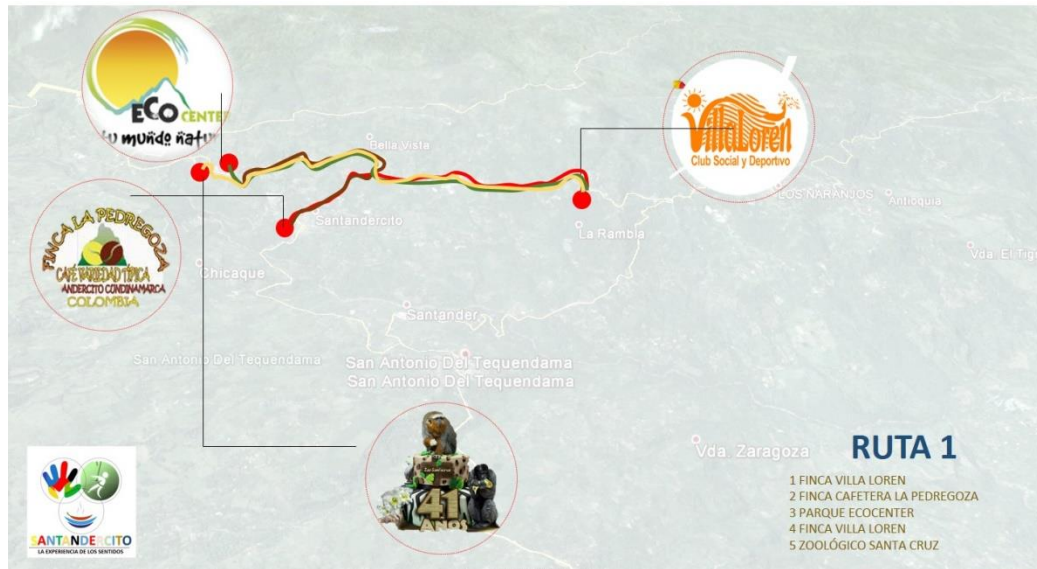 ECO CENTER
tu mundo natur
Bella Vista
VillaLoren
Club Social y Deportivo
LOS NARANJOS
Antioquia
Santandercito
La Rambla
Vda. El Tig
FINCA LA PEDREGOZA
CAFÉ VARIEDAD TÍPICA
ANDERCITO CONDINAMARCA
COLOMBIA
Chicaque
Santander
San Antonio Del Tequendama
San Antonio Del Tequendama
San Antonio Del Tequendama
41
AÑOS
Vda. Zaragoza
RUTA 1
1 FINCA VILLA LOREN
2 FINCA CAFETERA LA PEDREGOZA
3 PARQUE ECOCENTER
4 FINCA VILLA LOREN
5 ZOOLÓGICO SANTA CRUZ
SANTANDERCITO
LA EXPERIENCIA DE LOS SENTIDOS